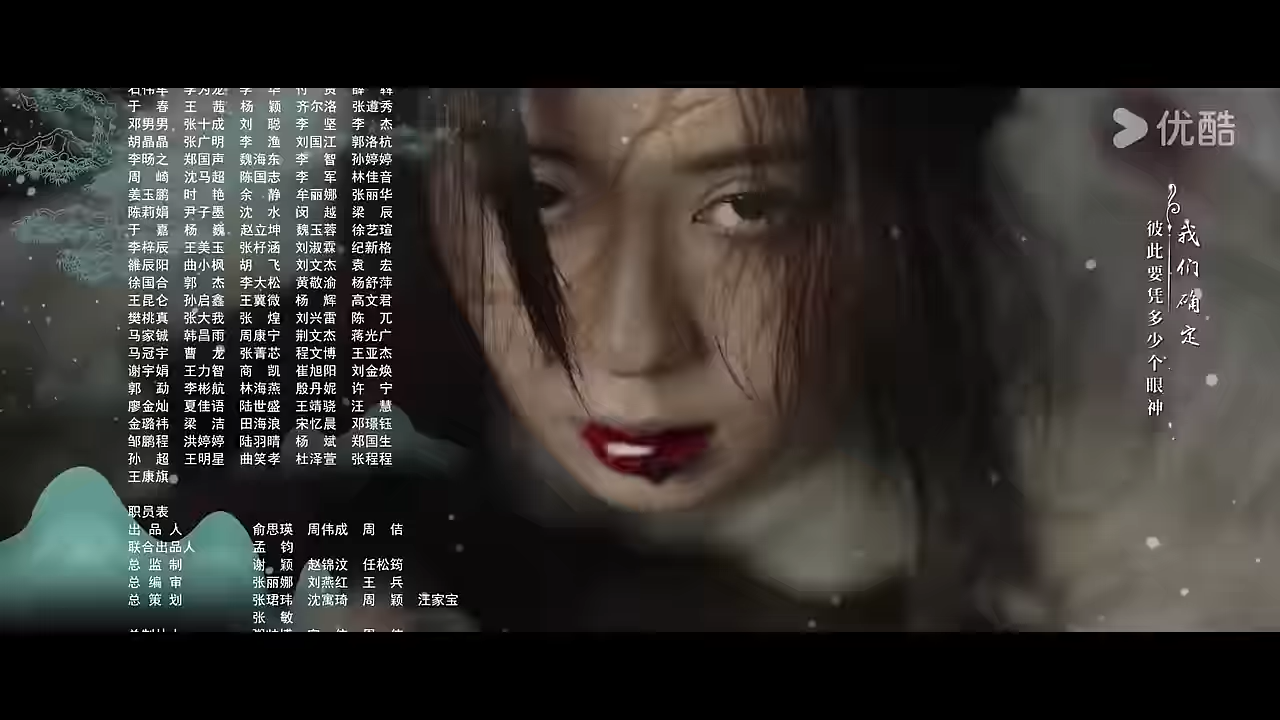 于 春 王 茜 杨 颖 齐尔洛 张遵秀
邓男男 张十成 刘 聪 李 坚 李 杰
胡晶晶 张广明 李 渔 刘国江 郭洛杭
李旸之 郑国声 魏海东 李 智 孙婷婷
周 崎 沈马超 陈国志 李 军 林佳音
姜玉鹏 时 艳 余 静 牟丽娜 张丽华
陈莉娟 尹子墨 沈 水 闵 越 梁 辰
于 嘉 杨 巍 赵立坤 魏玉蓉 徐艺瑄
李梓辰 王美玉 张杍涵 刘淑霖 纪新格
雒辰阳 曲小枫 胡 飞 刘文杰 袁 宏
徐国合 郭 杰 李大松 黄敬渝 杨舒萍
王昆仑 孙启鑫 王冀微 杨 辉 高文君
樊桃真 张大我 张 煌 刘兴雷 陈 兀
马家铖 韩昌雨 周康宁 荆文杰 蒋光广
马冠宇 曹 龙 张菁芯 程文博 王亚杰
谢宇娟 王力智 商 凯 崔旭阳 刘金焕
郭 勐 李彬航 林海燕 殷丹妮 许 宁
廖金灿 夏佳语 陆世盛 王靖骁 汪 慧
金璐祎 梁 洁 田海浪 宋忆晨 邓璟钰
邹鹏程 洪婷婷 陆羽晴 杨 斌 郑国生
孙 超 王明星 曲笑孝 杜泽萱 张程程
王康旗
职员表
出 品 人 俞思瑛 周伟成 周 佶
联合出品人 孟 钧
总 监 制 谢 颖 赵锦汶 任松筠
总 编 审 张丽娜 刘燕红 王 兵
总 策 划 张珺玮 沈寓琦 周 颖 汪家宝
张 敏
优酷
我们确定
彼此要凭多少个眼神